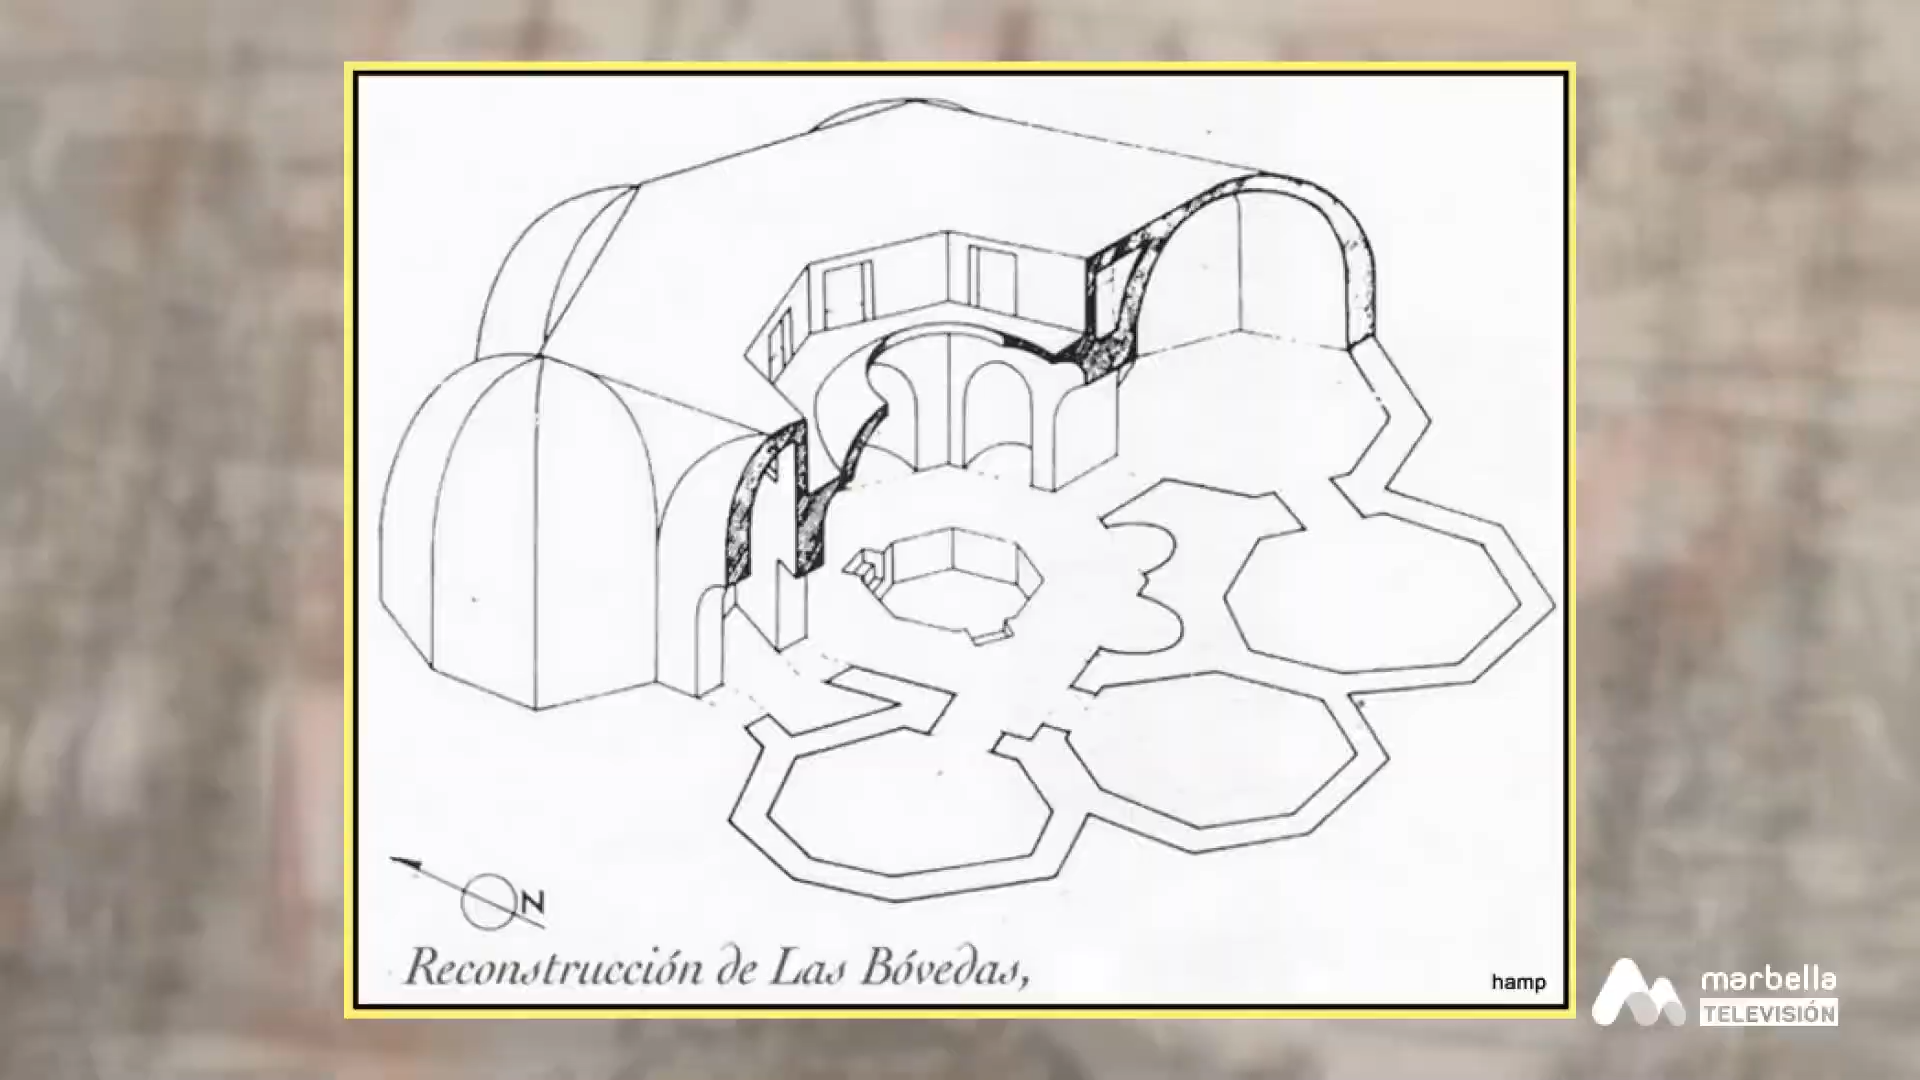 N
Reconstrucción de Las Bóvedas,
hamp
marbella
TELEVISIÓN